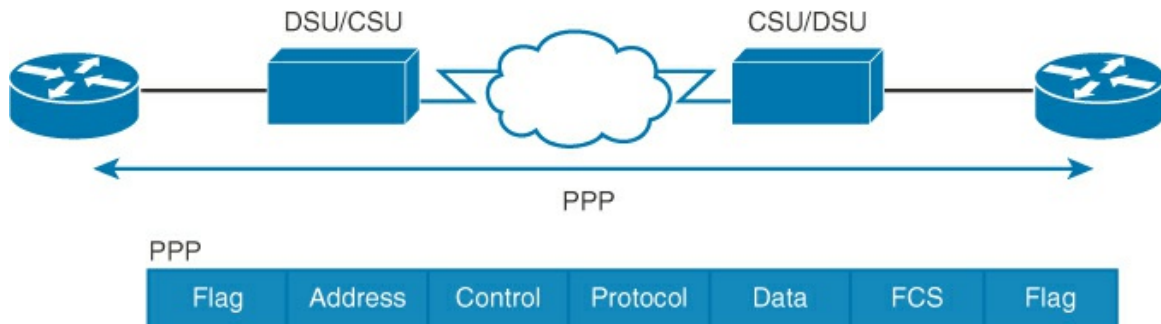 DSU/CSU CSU/DSU
PPP
PPP
Flag Address Control Protocol Data FCS Flag